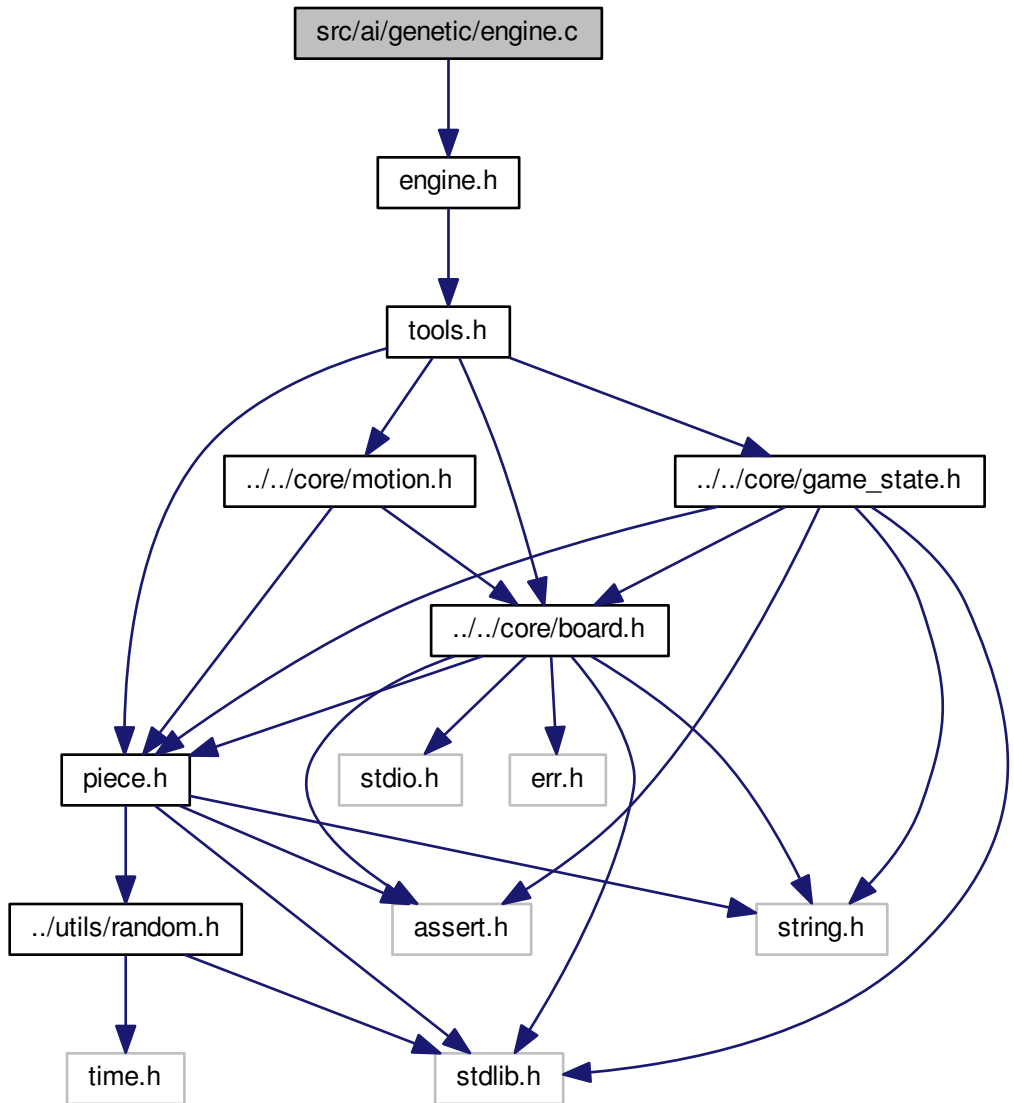 src/ai/genetic/engine.c
engine.h
tools.h
../../core/motion.h
../../core/game_state.h
../../core/board.h
piece.h
stdio.h
err.h
../utils/random.h
assert.h
string.h
time.h
stdlib.h